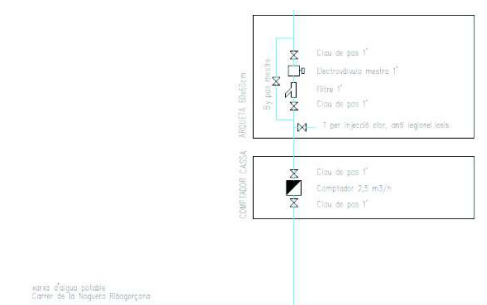 ARQUETA 60x60cm
By pas mestre
Clau de pas 1"
Electrovàlvula mestra 1"
Filtre 1"
Clau de pas 1"
T per injecció clor, anti legionel·losis
COMPTADOR CASSA
Clau de pas 1"
Comptador 2,5 m3/h
Clau de pas 1"
xarxa d'aigua potable
Carrer de la Noguera Ribagorçana